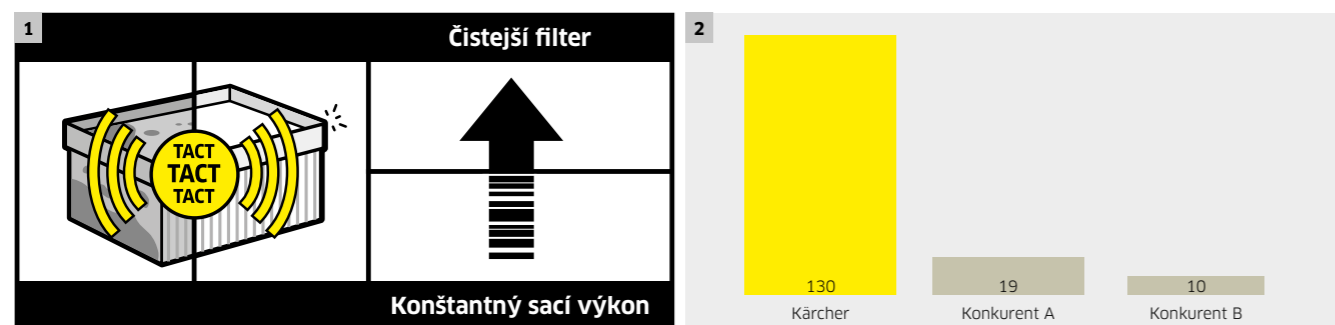 1
Čistejší filter
TACT
TACT
TACT
Konštantný sací výkon
2
130
19
10
Kärcher
Konkurent A
Konkurent B